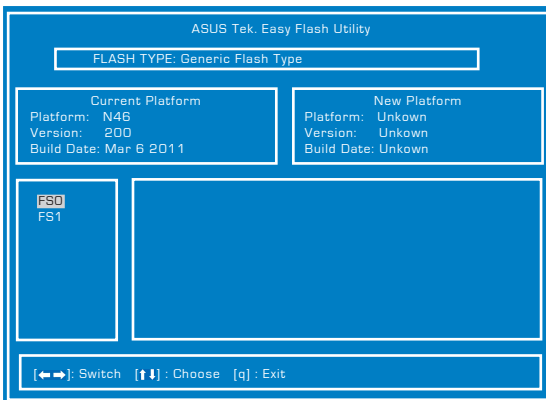 ASUS Tek. Easy Flash Utility
FLASH TYPE: Generic Flash Type
Current Platform
Platform: N46
Version: 200
Build Date: Mar 6 2011
New Platform
Platform: Unkown
Version: Unkown
Build Date: Unkown
FS0
FS1
[←→]: Switch [↑↓] : Choose [q] : Exit